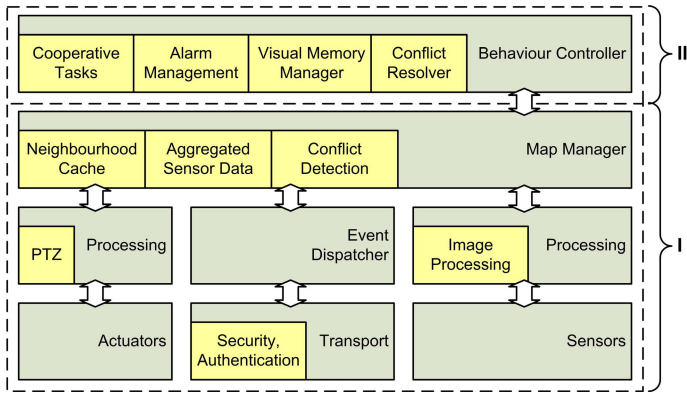 Cooperative
Tasks
Alarm
Management
Visual Memory
Manager
Conflict
Resolver
Behaviour Controller
II
Neighbourhood
Cache
Aggregated
Sensor Data
Conflict
Detection
Map Manager
I
PTZ
Processing
Event
Dispatcher
Image
Processing
Processing
Actuators
Security,
Authentication
Transport
Sensors